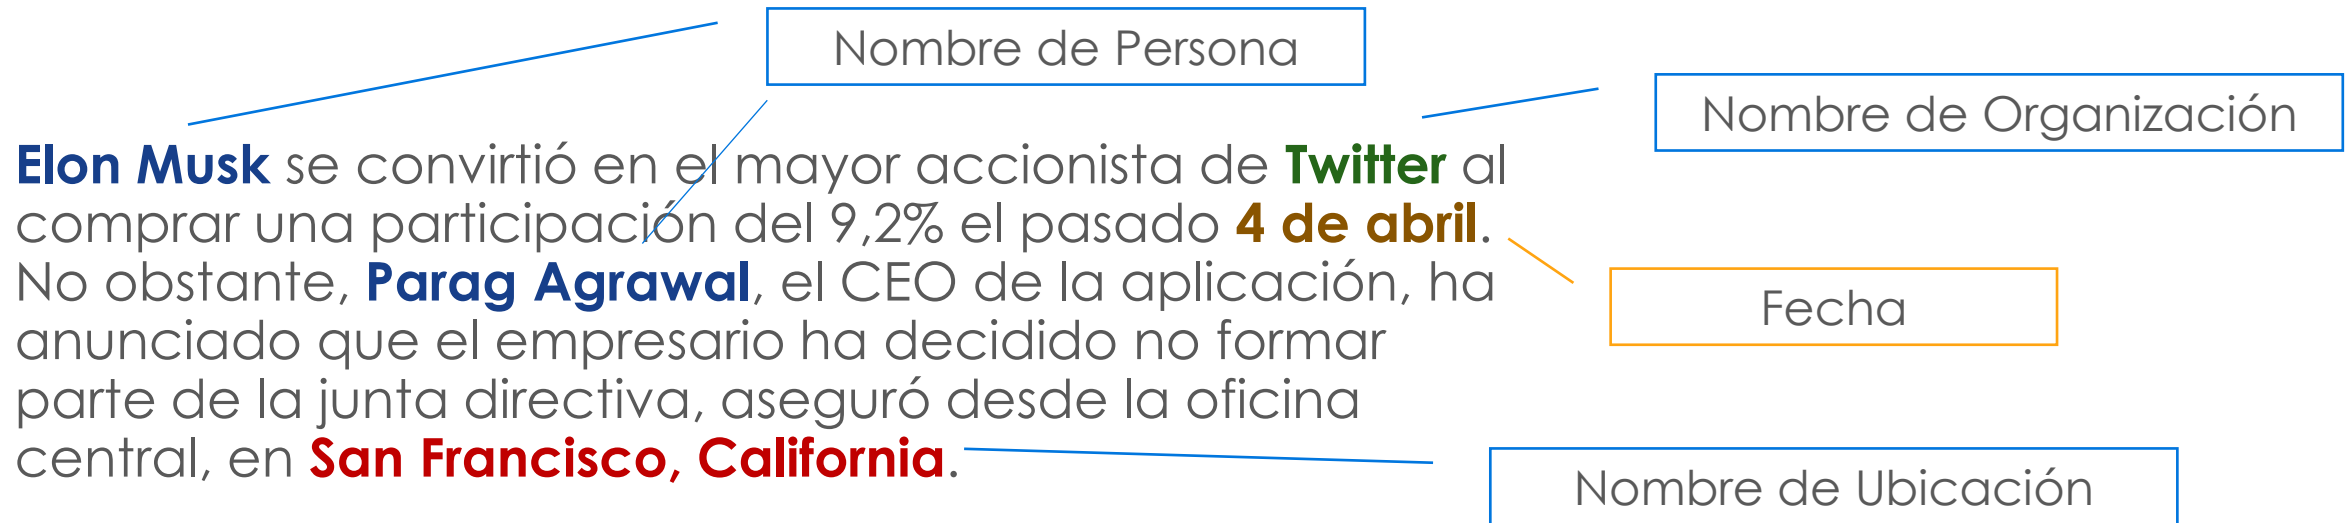 Nombre de Persona
Nombre de Organización
Elon Musk se convirtió en el mayor accionista de Twitter al
comprar una participación del 9,2% el pasado 4 de abril.
No obstante, Parag Agrawal, el CEO de la aplicación, ha
Fecha
anunciado que el empresario ha decidido no formar
parte de la junta directiva, aseguró desde la oficina
central, en San Francisco, California.
Nombre de Ubicación